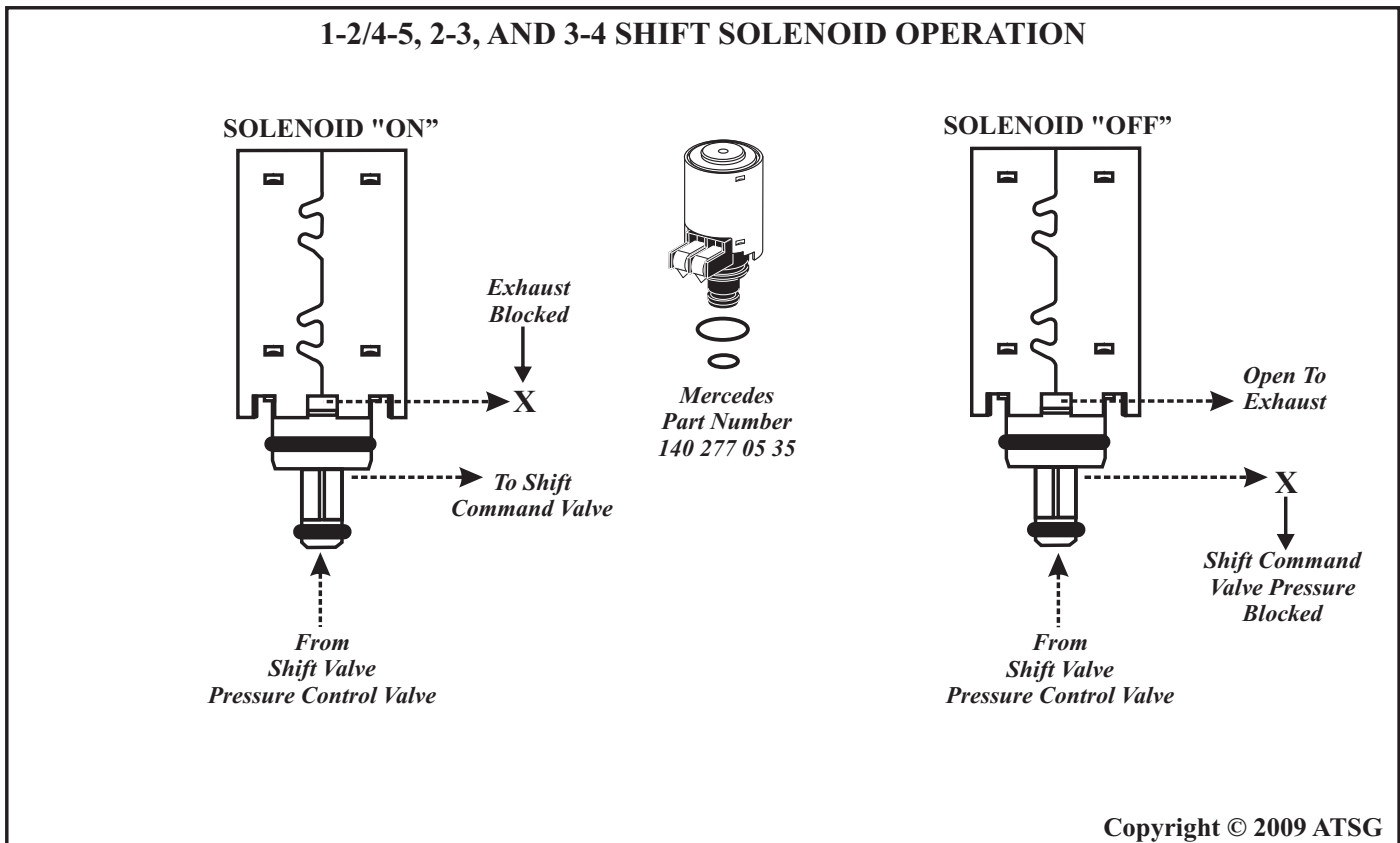 1-2/4-5, 2-3, AND 3-4 SHIFT SOLENOID OPERATION
SOLENOID "ON”
Exhaust
Blocked
X
To Shift
Command Valve
From
Shift Valve
Pressure Control Valve
Mercedes
Part Number
140 277 05 35
SOLENOID "OFF”
Open To
Exhaust
X
Shift Command
Valve Pressure
Blocked
From
Shift Valve
Pressure Control Valve
Copyright © 2009 ATSG